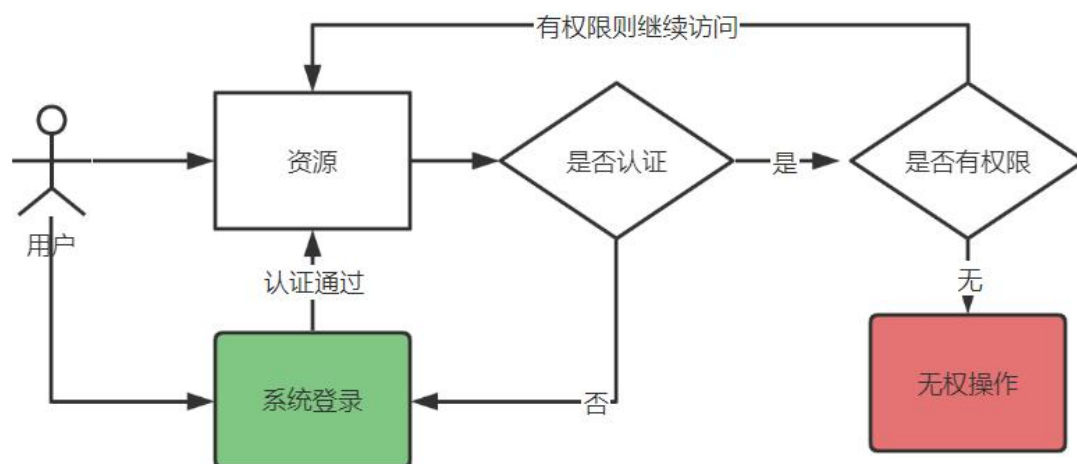 有权限则继续访问
资源
是否认证
是
是否有权限
用户
认证通过
无
系统登录
否
无权操作